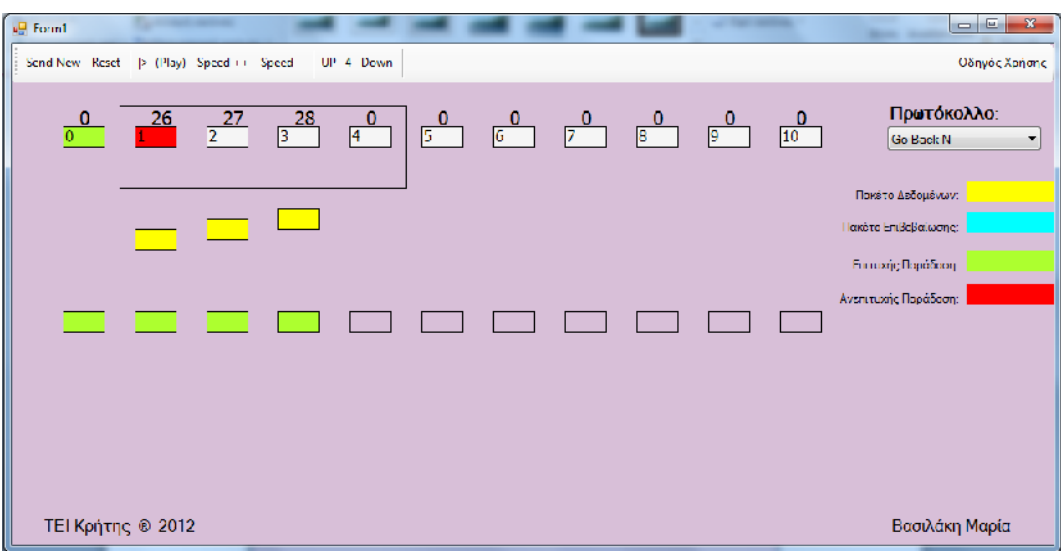 Form1
Send New Reset |> (Play) Speed ++ Speed UP 4 Down Οδηγός Χρήσης
0 26 27 28 0 0 0 0 0 0 0
0 1 2 3 4 5 6 7 8 9 10
Πρωτόκολλο:
Go Back N
Πακέτο Δεδομένων:
Πακέτο Επιβεβαίωσης:
Επιτυχής Παράδοση
Ανεπιτυχής Παράδοση:
ΤΕΙ Κρήτης ® 2012 Βασιλάκη Μαρία